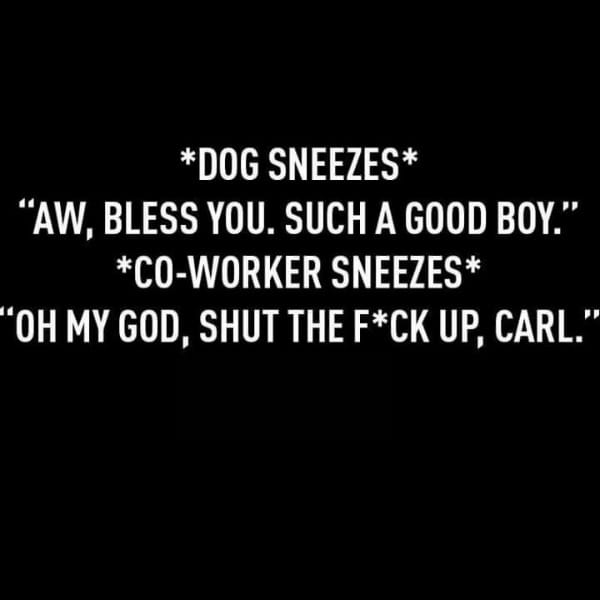 *DOG SNEEZES*
“AW, BLESS YOU. SUCH A GOOD BOY.”
*CO-WORKER SNEEZES*
“OH MY GOD, SHUT THE F*CK UP, CARL.”